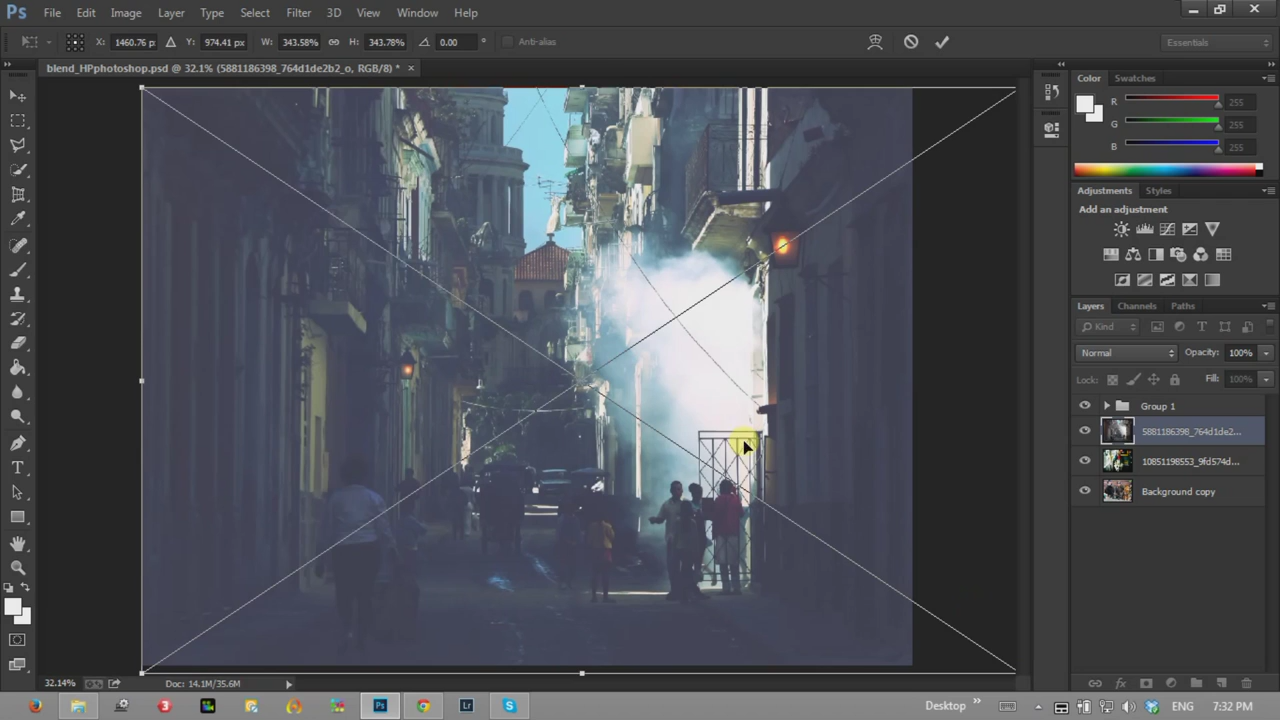 Ps File Edit Image Layer Type Select Filter 3D View Window Help
X: 1460.76 p Y: 974.41 px W: 343.58% H: 343.78% 0.00 ° Anti-alias Essentials
blend_HPphotoshop.psd @ 32.1% (5881186398_764d1de2b2_o, RGB/8) * ×
Color Swatches
R 255
G 255
B 255
Adjustments Styles
Add an adjustment
Layers Channels Paths
Kind
Normal Opacity: 100%
Lock: Fill: 100%
Group 1
5881186398_764d1de2...
10851198553_9fd574d...
Background copy
32.14% Doc: 14.1M/35.6M
Ps Lr Desktop » ENG 7:32 PM